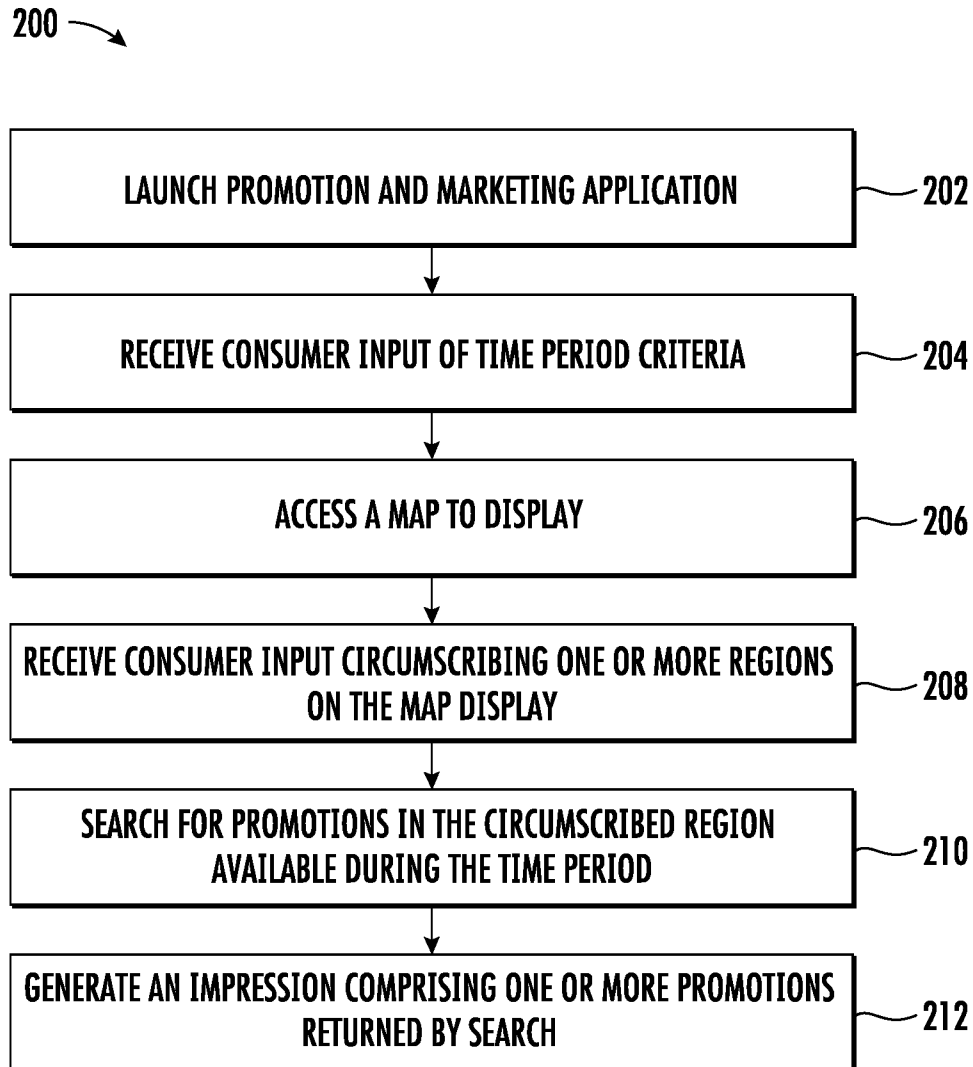 200
LAUNCH PROMOTION AND MARKETING APPLICATION
202
RECEIVE CONSUMER INPUT OF TIME PERIOD CRITERIA
204
ACCESS A MAP TO DISPLAY
206
RECEIVE CONSUMER INPUT CIRCUMSCRIBING ONE OR MORE REGIONS
ON THE MAP DISPLAY
208
SEARCH FOR PROMOTIONS IN THE CIRCUMSCRIBED REGION
AVAILABLE DURING THE TIME PERIOD
210
GENERATE AN IMPRESSION COMPRISING ONE OR MORE PROMOTIONS
RETURNED BY SEARCH
212